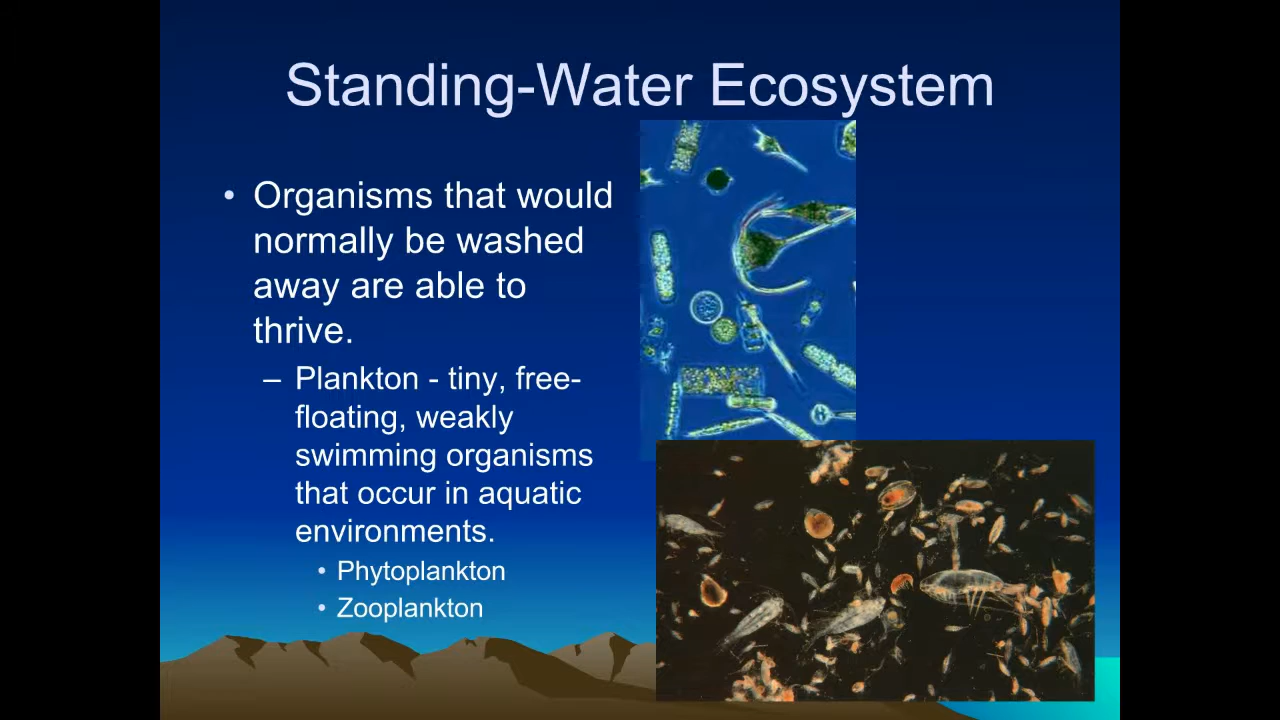 Standing-Water Ecosystem
• Organisms that would
normally be washed
away are able to
thrive.
– Plankton - tiny, free-
floating, weakly
swimming organisms
that occur in aquatic
environments.
• Phytoplankton
• Zooplankton